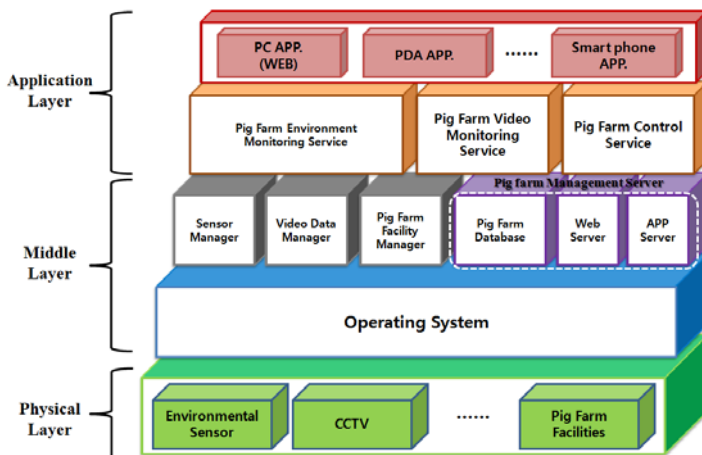 Application
Layer
PC APP.
(WEB)
PDA APP.
......
Smart phone
APP.
Pig Farm Environment
Monitoring Service
Pig Farm Video
Monitoring
Service
Pig Farm Control
Service
Middle
Layer
Pig farm Management Server
Sensor
Manager
Video Data
Manager
Pig Farm
Facility
Manager
Pig Farm
Database
Web
Server
APP
Server
Operating System
Physical
Layer
Environmental
Sensor
CCTV
......
Pig Farm
Facilities